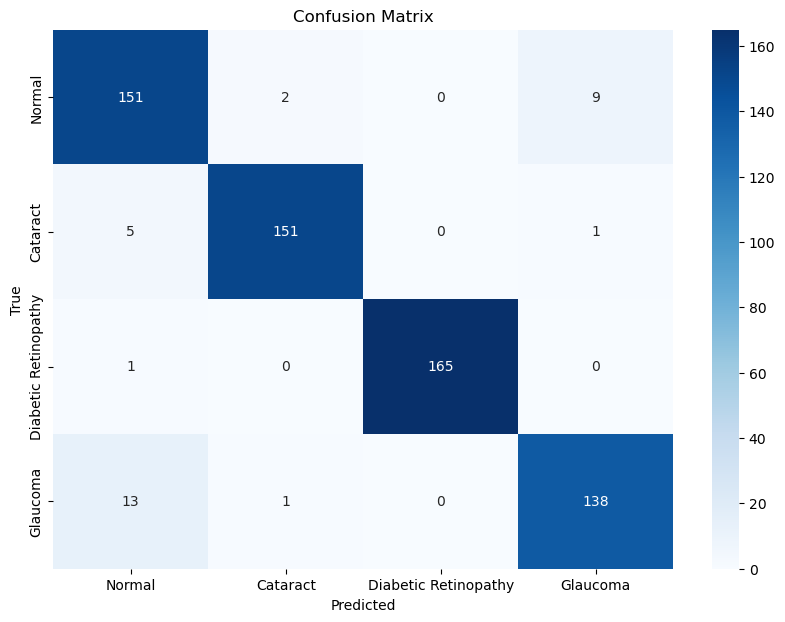 Confusion Matrix
True
Normal
151 2 0 9
Cataract
5 151 0 1
Diabetic Retinopathy
1 0 165 0
Glaucoma
13 1 0 138
Normal Cataract Diabetic Retinopathy Glaucoma
Predicted
160
140
120
100
80
60
40
20
0